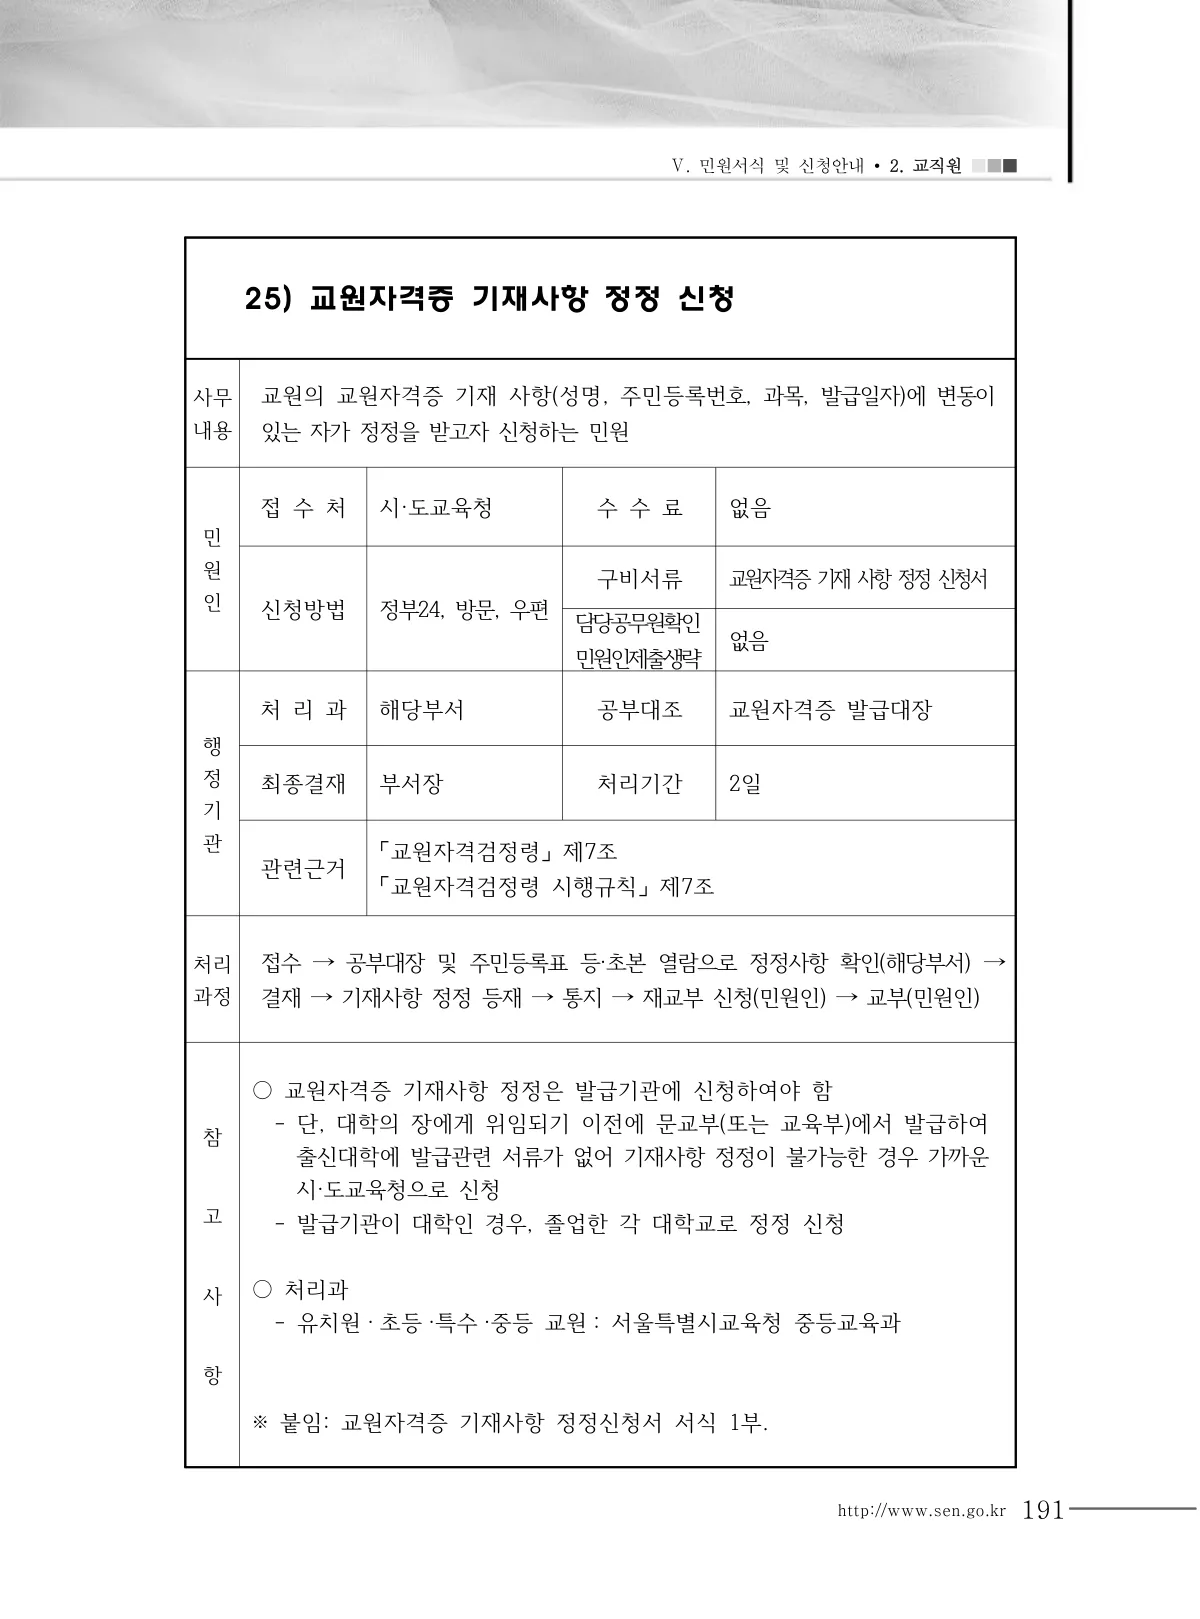 Ⅴ. 민원서식 및 신청안내 • 2. 교직원
25) 교원자격증 기재사항 정정 신청
사무
내용
교원의 교원자격증 기재 사항(성명, 주민등록번호, 과목, 발급일자)에 변동이
있는 자가 정정을 받고자 신청하는 민원
민
원
인
접 수 처
시·도교육청
수 수 료
없음
신청방법
정부24, 방문, 우편
구비서류
교원자격증 기재 사항 정정 신청서
담당공무원확인
민원인제출생략
없음
행
정
기
관
처 리 과
해당부서
공부대조
교원자격증 발급대장
최종결재
부서장
처리기간
2일
관련근거
「교원자격검정령」제7조
「교원자격검정령 시행규칙」제7조
처리
과정
접수 → 공부대장 및 주민등록표 등·초본 열람으로 정정사항 확인(해당부서) →
결재 → 기재사항 정정 등재 → 통지 → 재교부 신청(민원인) → 교부(민원인)
참
고
사
항
○ 교원자격증 기재사항 정정은 발급기관에 신청하여야 함
- 단, 대학의 장에게 위임되기 이전에 문교부(또는 교육부)에서 발급하여
출신대학에 발급관련 서류가 없어 기재사항 정정이 불가능한 경우 가까운
시·도교육청으로 신청
- 발급기관이 대학인 경우, 졸업한 각 대학교로 정정 신청
○ 처리과
- 유치원 · 초등 ·특수 ·중등 교원 : 서울특별시교육청 중등교육과
※ 붙임: 교원자격증 기재사항 정정신청서 서식 1부.
http://www.sen.go.kr 191